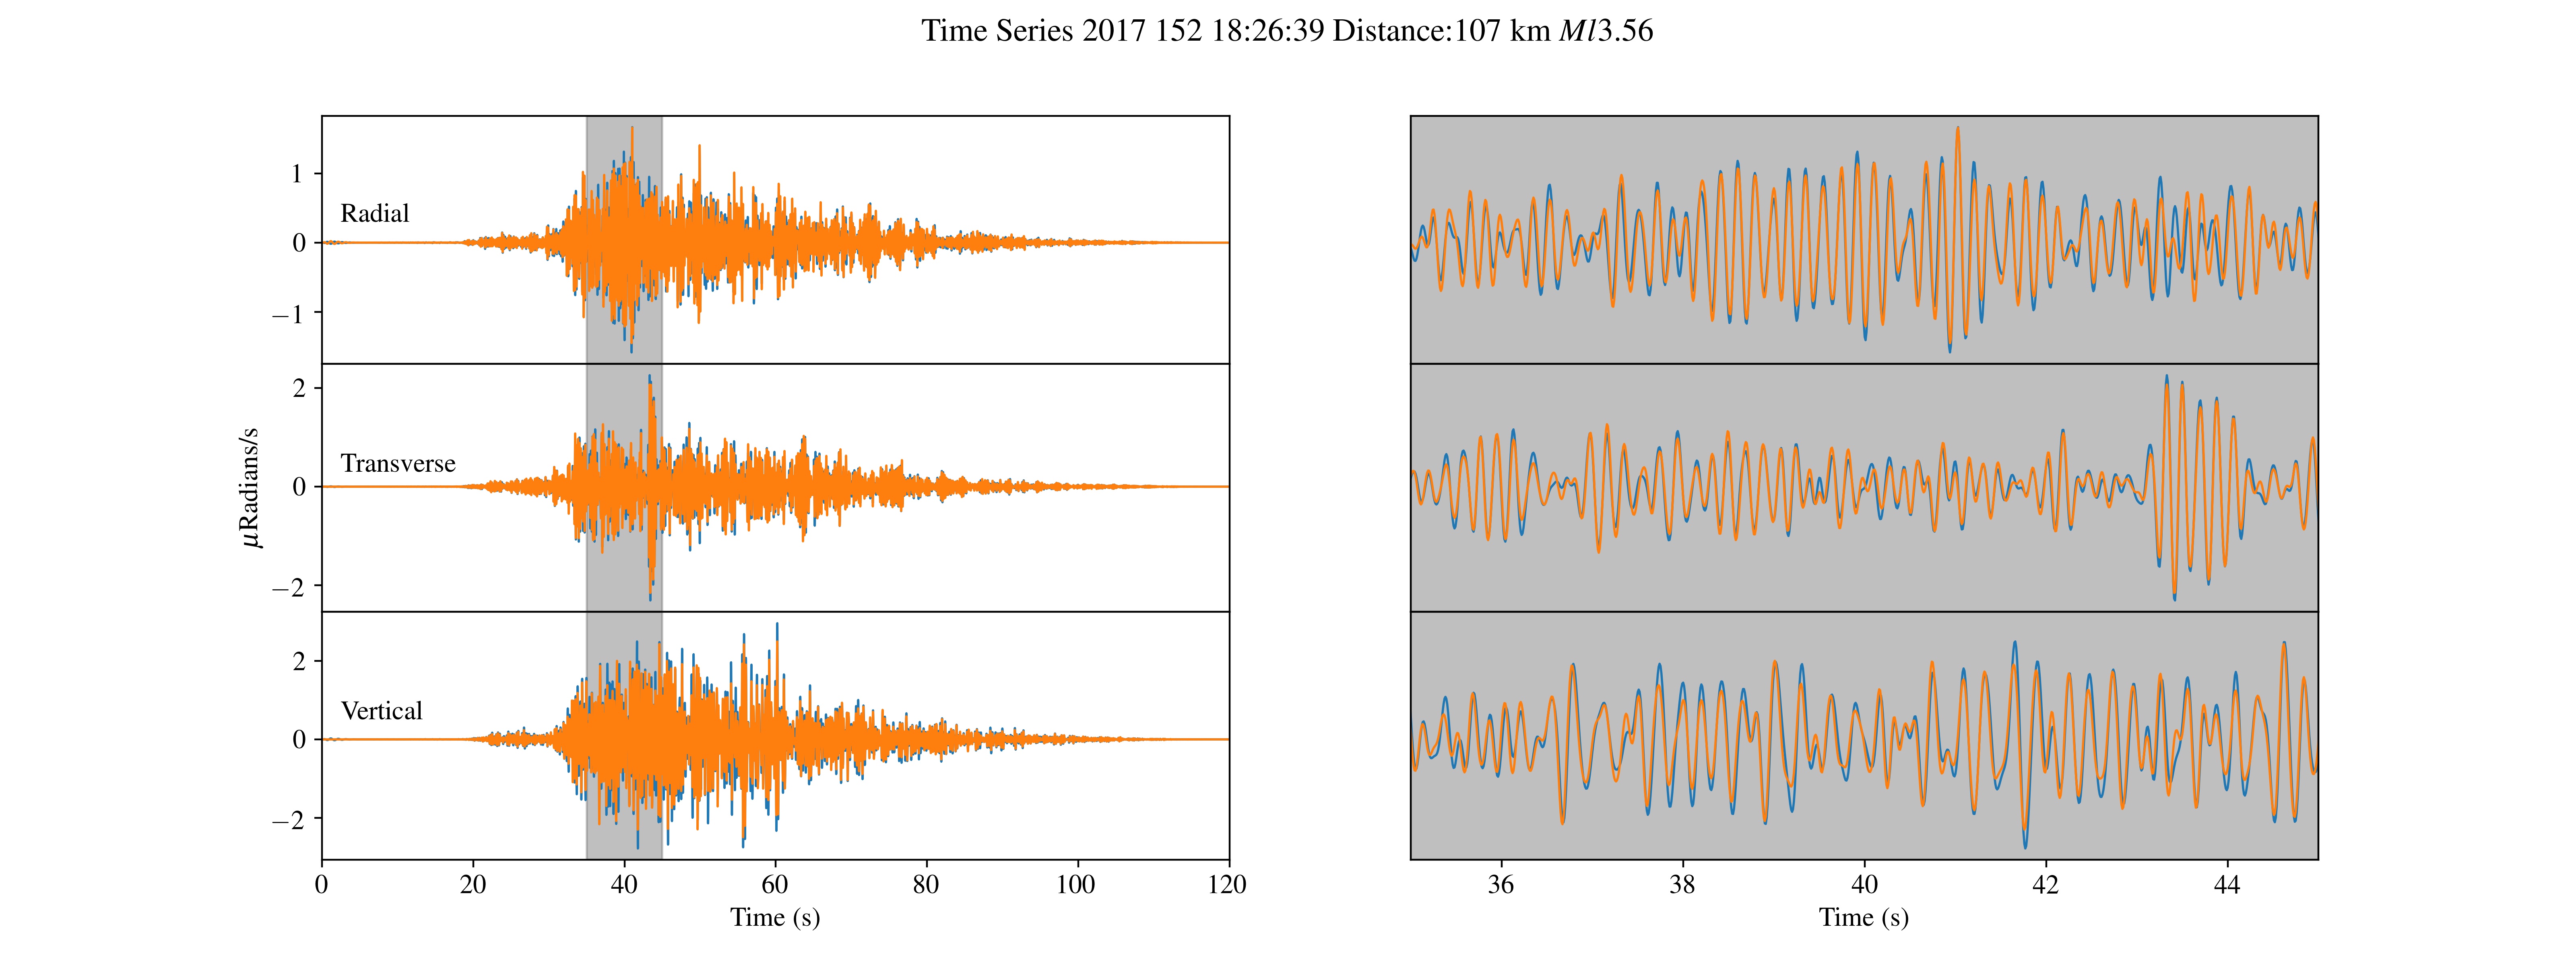 Time Series 2017 152 18:26:39 Distance:107 km Ml3.56
1
0
−1
Radial
2
0
−2
Transverse
μRadians/s
2
0
−2
Vertical
0 20 40 60 80 100 120
Time (s)
36 38 40 42 44
Time (s)